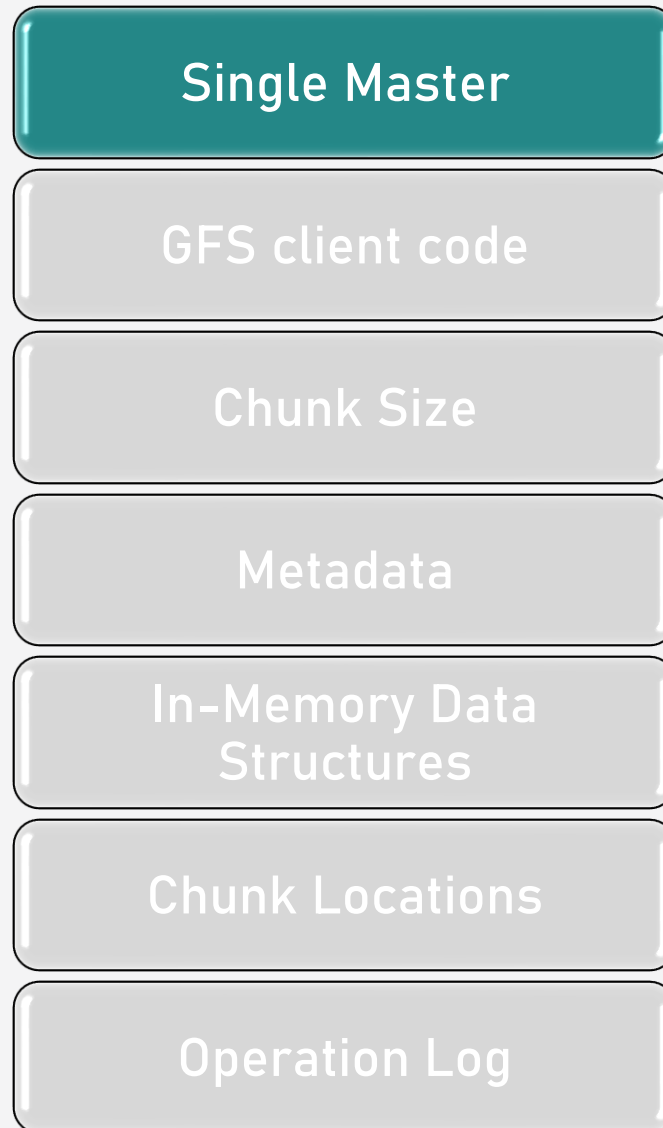 Single Master
GFS client code
Chunk Size
Metadata
In-Memory Data
Structures
Chunk Locations
Operation Log